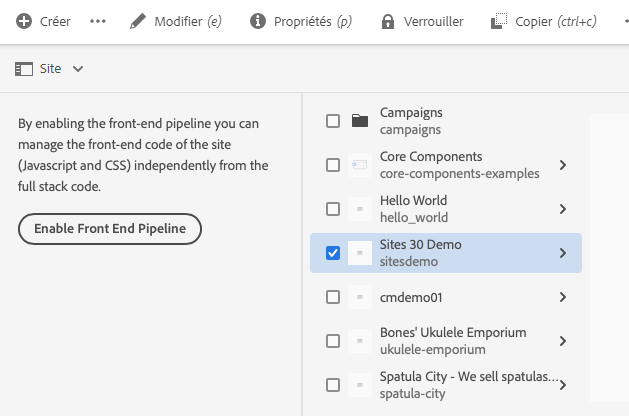 Créer
Modifier (e)
Propriétés (p)
Verrouiller
Copier (ctrl+c)
Site
By enabling the front-end pipeline you can
manage the front-end code of the site
(Javascript and CSS) independently from the
full stack code.
Enable Front End Pipeline
Campaigns
campaigns
Core Components
core-components-examples
Hello World
hello_world
Sites 30 Demo
sitesdemo
cmdemo01
Bones' Ukulele Emporium
ukulele-emporium
Spatula City - We sell spatulas...
spatula-city